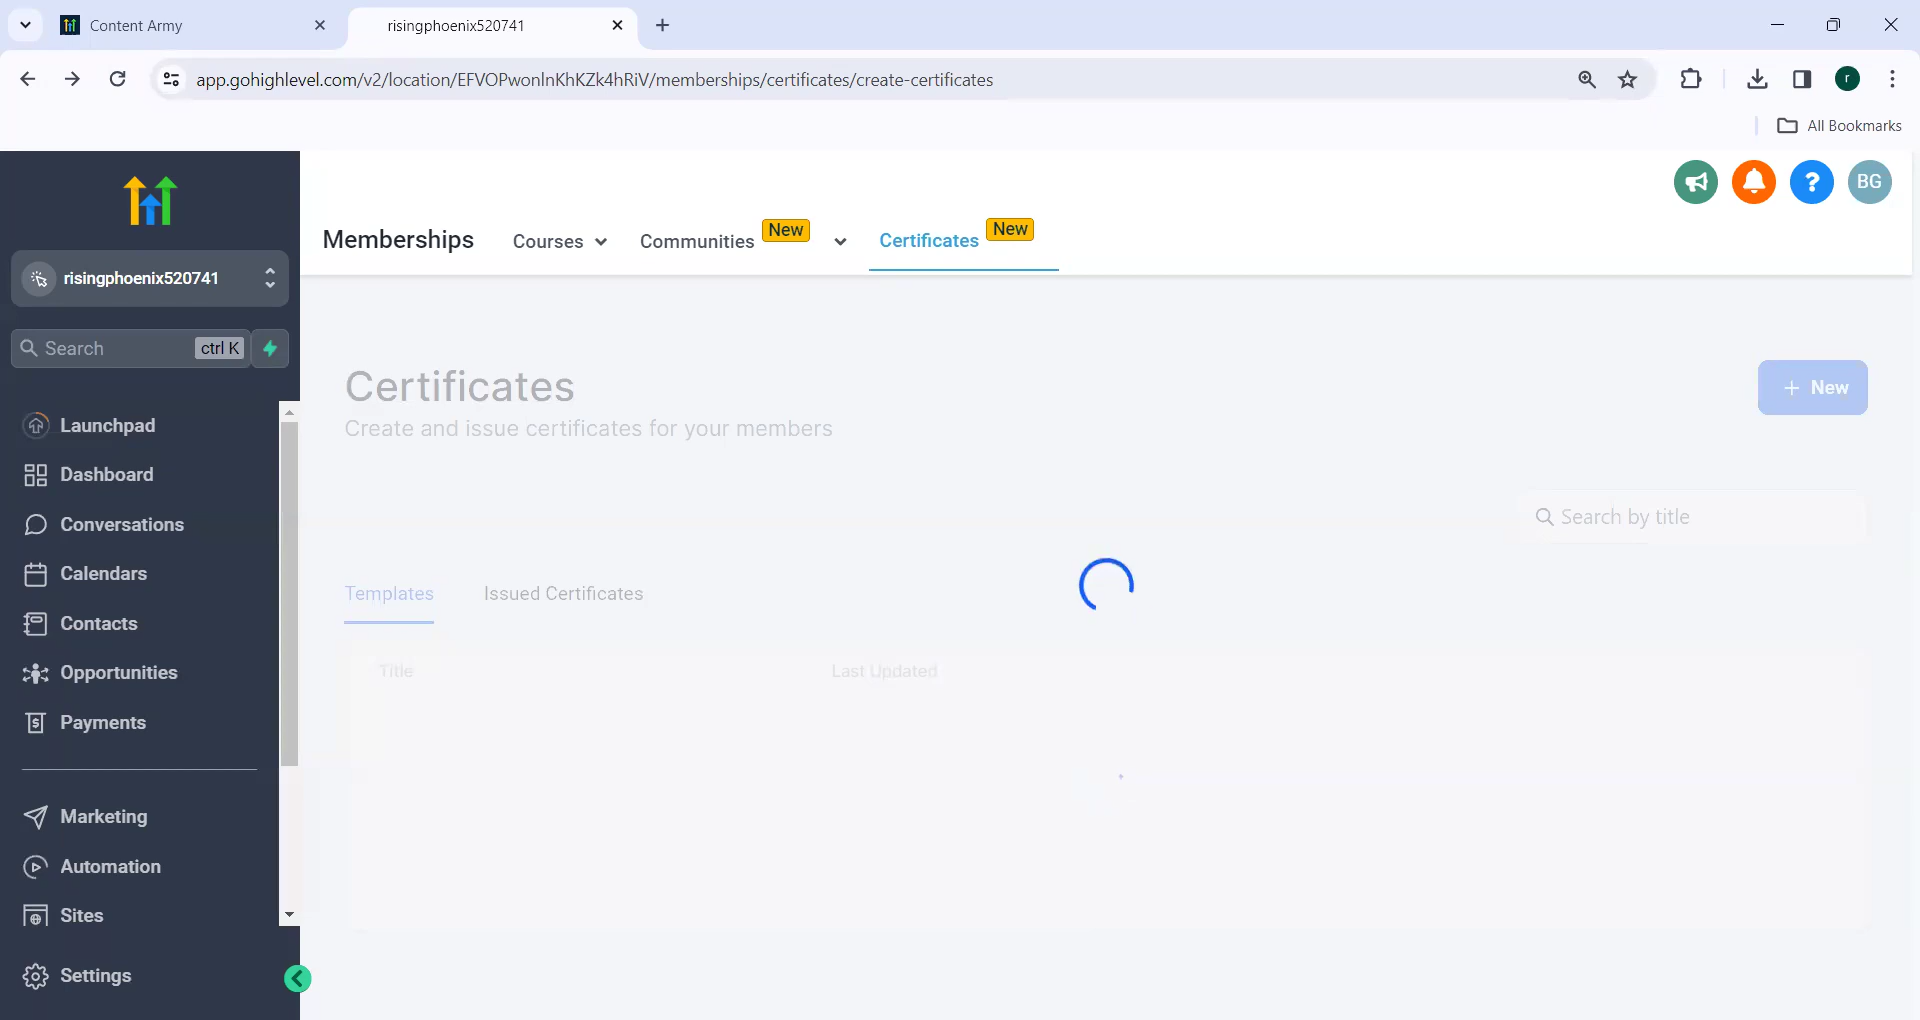 Content Army
risingphoenix520741
app.gohighlevel.com/v2/location/EFVOPwonlnKhKZk4hRiV/memberships/certificates/create-certificates
r
All Bookmarks
BG
Memberships
Courses
Communities New
Certificates New
risingphoenix520741
Search ctrl K
Launchpad
Dashboard
Conversations
Calendars
Contacts
Opportunities
Payments
Marketing
Automation
Sites
Settings
Certificates
Create and issue certificates for your members
+ New
Search by title
Templates
Issued Certificates
Title
Last Updated